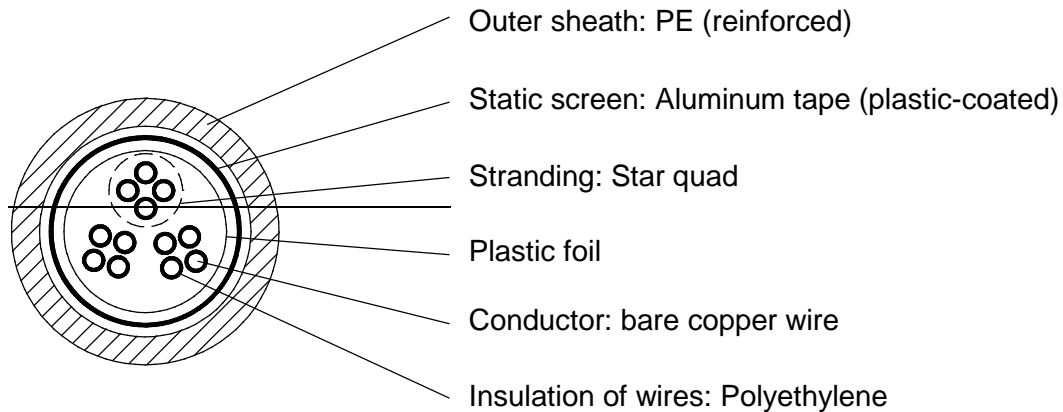 Outer sheath: PE (reinforced)
Static screen: Aluminum tape (plastic-coated)
Stranding: Star quad
Plastic foil
Conductor: bare copper wire
Insulation of wires: Polyethylene